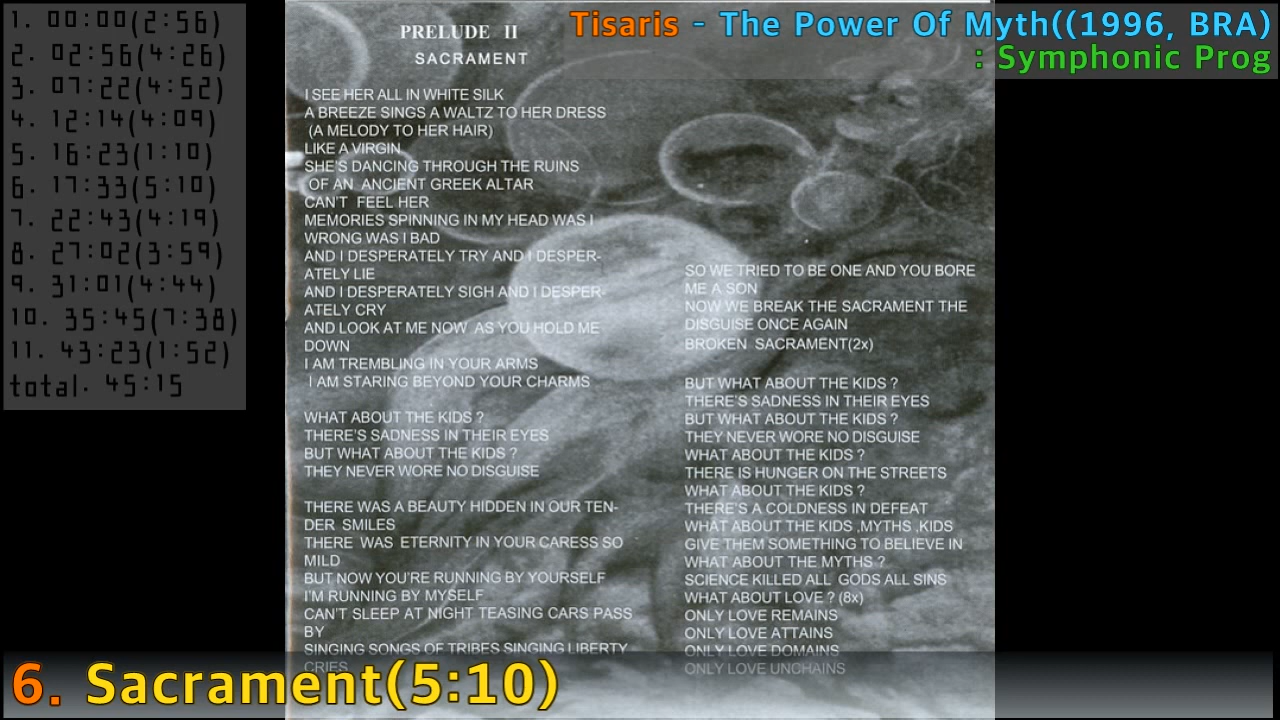 1. 00:00(2:56)
2. 02:56(4:26)
3. 07:22(4:52)
4. 12:14(4:09)
5. 16:23(1:10)
6. 17:33(5:10)
7. 22:43(4:19)
8. 27:02(3:59)
9. 31:01(4:44)
10. 35:45(7:38)
11. 43:23(1:52)
total. 45:15
Tisaris - The Power Of Myth((1996, BRA)
: Symphonic Prog
PRELUDE II
SACRAMENT
I SEE HER ALL IN WHITE SILK
A BREEZE SINGS A WALTZ TO HER DRESS
(A MELODY TO HER HAIR)
LIKE A VIRGIN
SHE'S DANCING THROUGH THE RUINS
OF AN ANCIENT GREEK ALTAR
CAN'T FEEL HER
MEMORIES SPINNING IN MY HEAD WAS I
WRONG WAS I BAD
AND I DESPERATELY TRY AND I DESPER-
ATELY LIE
AND I DESPERATELY SIGH AND I DESPER-
ATELY CRY
AND LOOK AT ME NOW AS YOU HOLD ME
DOWN
I AM TREMBLING IN YOUR ARMS
I AM STARING BEYOND YOUR CHARMS
WHAT ABOUT THE KIDS ?
THERE'S SADNESS IN THEIR EYES
BUT WHAT ABOUT THE KIDS ?
THEY NEVER WORE NO DISGUISE
THERE WAS A BEAUTY HIDDEN IN OUR TEN-
DER SMILES
THERE WAS ETERNITY IN YOUR CARESS SO
MILD
BUT NOW YOU'RE RUNNING BY YOURSELF
I'M RUNNING BY MYSELF
CAN'T SLEEP AT NIGHT TEASING CARS PASS
BY
SINGING SONGS OF TRIBES SINGING LIBERTY
CRIES
SO WE TRIED TO BE ONE AND YOU BORE
ME A SON
NOW WE BREAK THE SACRAMENT THE
DISGUISE ONCE AGAIN
BROKEN SACRAMENT(2x)
BUT WHAT ABOUT THE KIDS ?
THERE'S SADNESS IN THEIR EYES
BUT WHAT ABOUT THE KIDS ?
THEY NEVER WORE NO DISGUISE
WHAT ABOUT THE KIDS ?
THERE IS HUNGER ON THE STREETS
WHAT ABOUT THE KIDS ?
THERE'S A COLDNESS IN DEFEAT
WHAT ABOUT THE KIDS ,MYTHS ,KIDS
GIVE THEM SOMETHING TO BELIEVE IN
WHAT ABOUT THE MYTHS ?
SCIENCE KILLED ALL GODS ALL SINS
WHAT ABOUT LOVE ? (8x)
ONLY LOVE REMAINS
ONLY LOVE ATTAINS
ONLY LOVE DOMAINS
ONLY LOVE UNCHAINS
6. Sacrament(5:10)